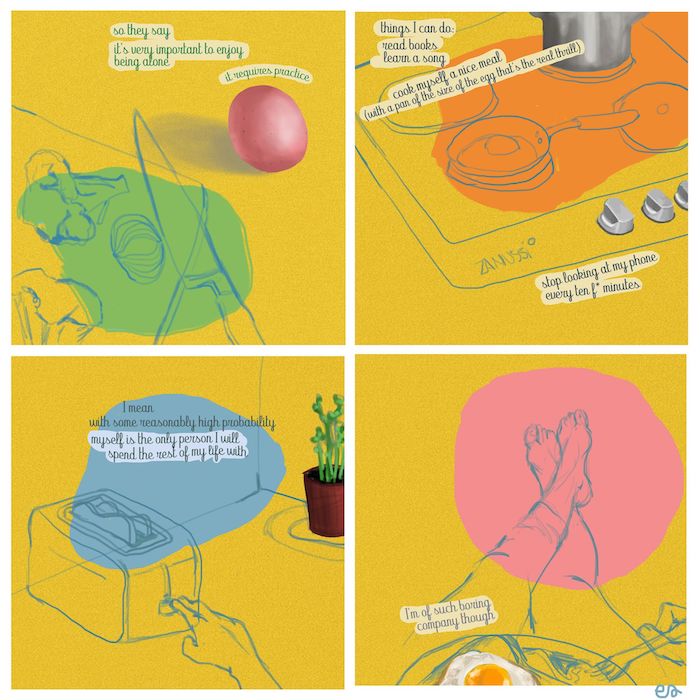 so they say
it's very important to enjoy
being alone
it requires practice
things I can do:
read books
learn a song
cook myself a nice meal
(with a pan of the size of the egg that's the real thrill)
ZANUSSI
stop looking at my phone
every ten f* minutes
I mean
with some reasonably high probability
myself is the only person I will
spend the rest of my life with
I'm of such boring
company though
es